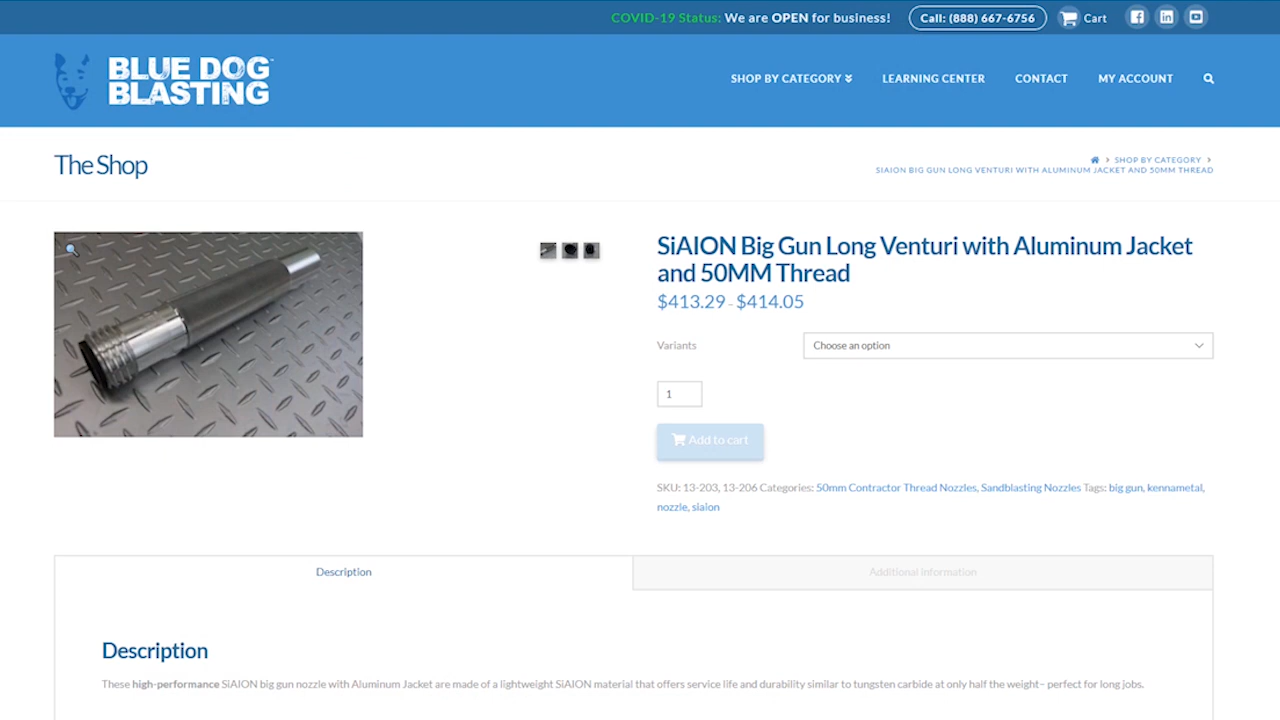 COVID-19 Status: We are OPEN for business!
Call: (888) 667-6756
Cart
BLUE DOG
BLASTING
SHOP BY CATEGORY
LEARNING CENTER
CONTACT
MY ACCOUNT
The Shop
SHOP BY CATEGORY
SIAION BIG GUN LONG VENTURI WITH ALUMINUM JACKET AND 50MM THREAD
SiAION Big Gun Long Venturi with Aluminum Jacket
and 50MM Thread
$413.29 - $414.05
Variants
Choose an option
1
Add to cart
SKU: 13-203, 13-206 Categories: 50mm Contractor Thread Nozzles, Sandblasting Nozzles Tags: big gun, kennametal,
nozzle, sialon
Description
Additional information
Description
These high-performance SiAION big gun nozzle with Aluminum Jacket are made of a lightweight SiAION material that offers service life and durability similar to tungsten carbide at only half the weight– perfect for long jobs.